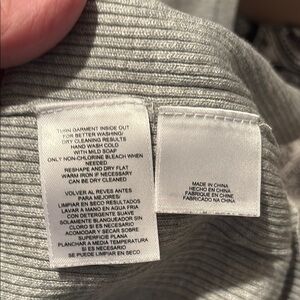 TURN GARMENT INSIDE OUT
FOR BETTER WASHING/
DRY CLEANING RESULTS
HAND WASH COLD
WITH MILD SOAP
ONLY NON-CHLORINE BLEACH WHEN
NEEDED
RESHAPE AND DRY FLAT
WARM IRON IF NECESSARY
CAN BE DRY CLEANED
VOLVER AL REVES ANTES
PARA MEJORES/
LIMPIAR EN SECO RESULTADOS
LAVAR A MANO EN AGUA FRIA
CON DETERGENTE SUAVE
SOLAMENTE BLANQUEADOR SIN
CLORO SI ES NECESARIO
ACOMODAR Y SECAR SOBRE
SUPERFICIE PLANA
PLANCHAR A MEDIA TEMPERATURA
SI ES NECESARIO
SE PUEDE LIMPIAR EN SECO
MADE IN CHINA
HECHO EN CHINA
FABRIQUE EN CHINE
FABRICADO NA CHINA